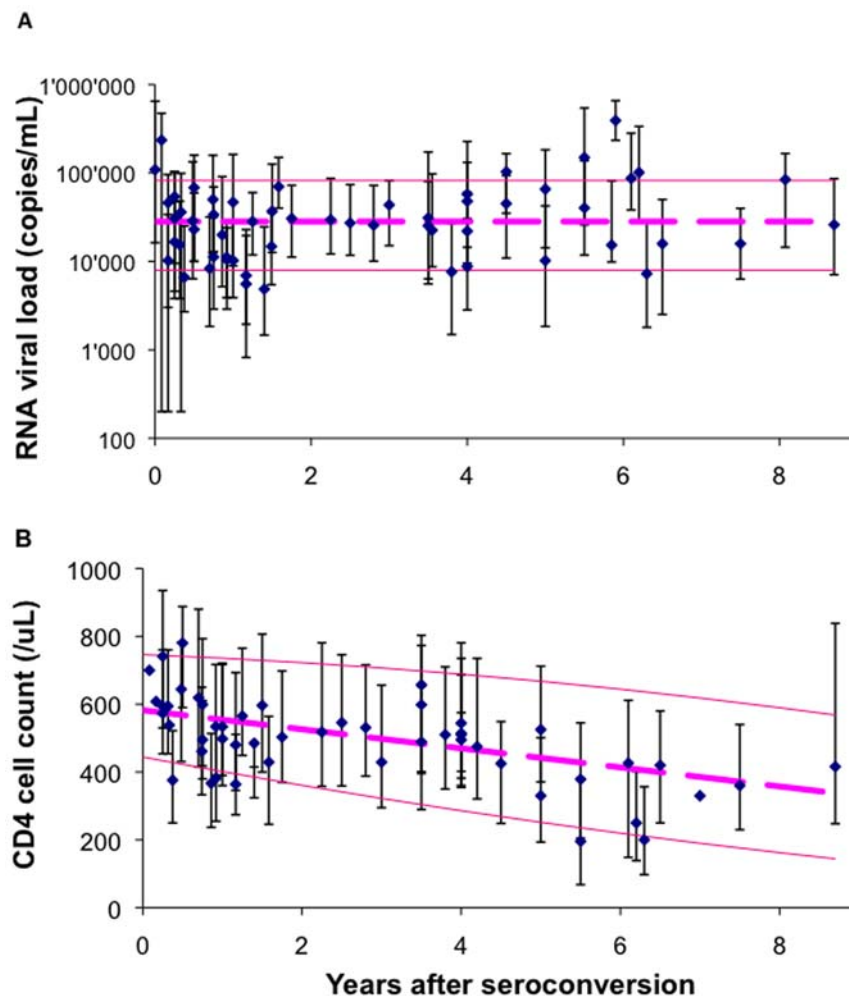 A
RNA viral load (copies/mL)
1'000'000
100'000
10'000
1'000
100
0 2 4 6 8
B
CD4 cell count (/uL)
1000
800
600
400
200
0
0 2 4 6 8
Years after seroconversion